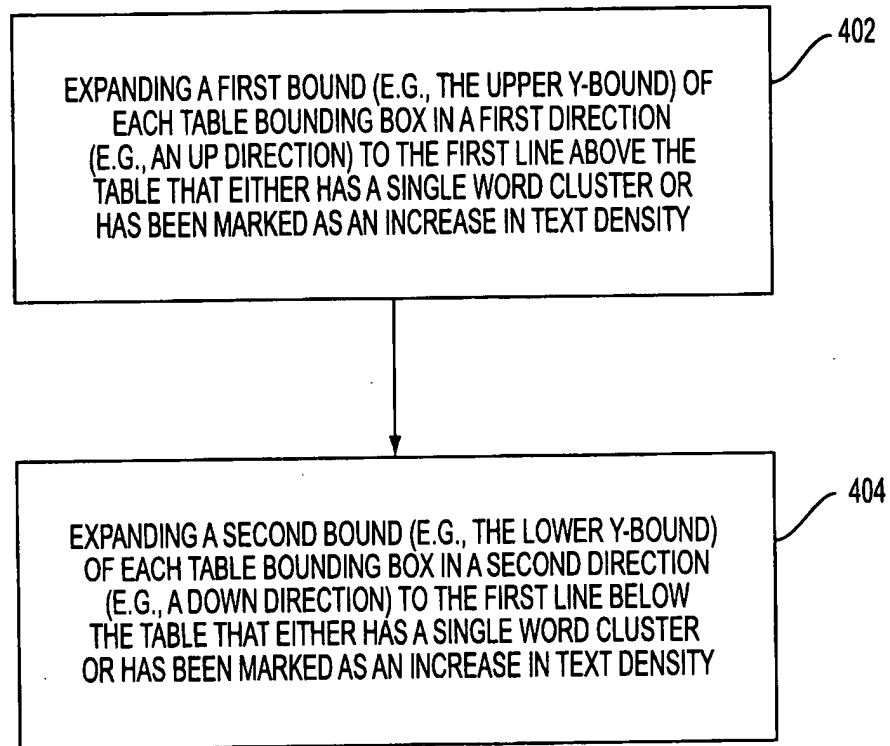 402
EXPANDING A FIRST BOUND (E.G., THE UPPER Y-BOUND) OF
EACH TABLE BOUNDING BOX IN A FIRST DIRECTION
(E.G., AN UP DIRECTION) TO THE FIRST LINE ABOVE THE
TABLE THAT EITHER HAS A SINGLE WORD CLUSTER OR
HAS BEEN MARKED AS AN INCREASE IN TEXT DENSITY
404
EXPANDING A SECOND BOUND (E.G., THE LOWER Y-BOUND)
OF EACH TABLE BOUNDING BOX IN A SECOND DIRECTION
(E.G., A DOWN DIRECTION) TO THE FIRST LINE BELOW
THE TABLE THAT EITHER HAS A SINGLE WORD CLUSTER
OR HAS BEEN MARKED AS AN INCREASE IN TEXT DENSITY